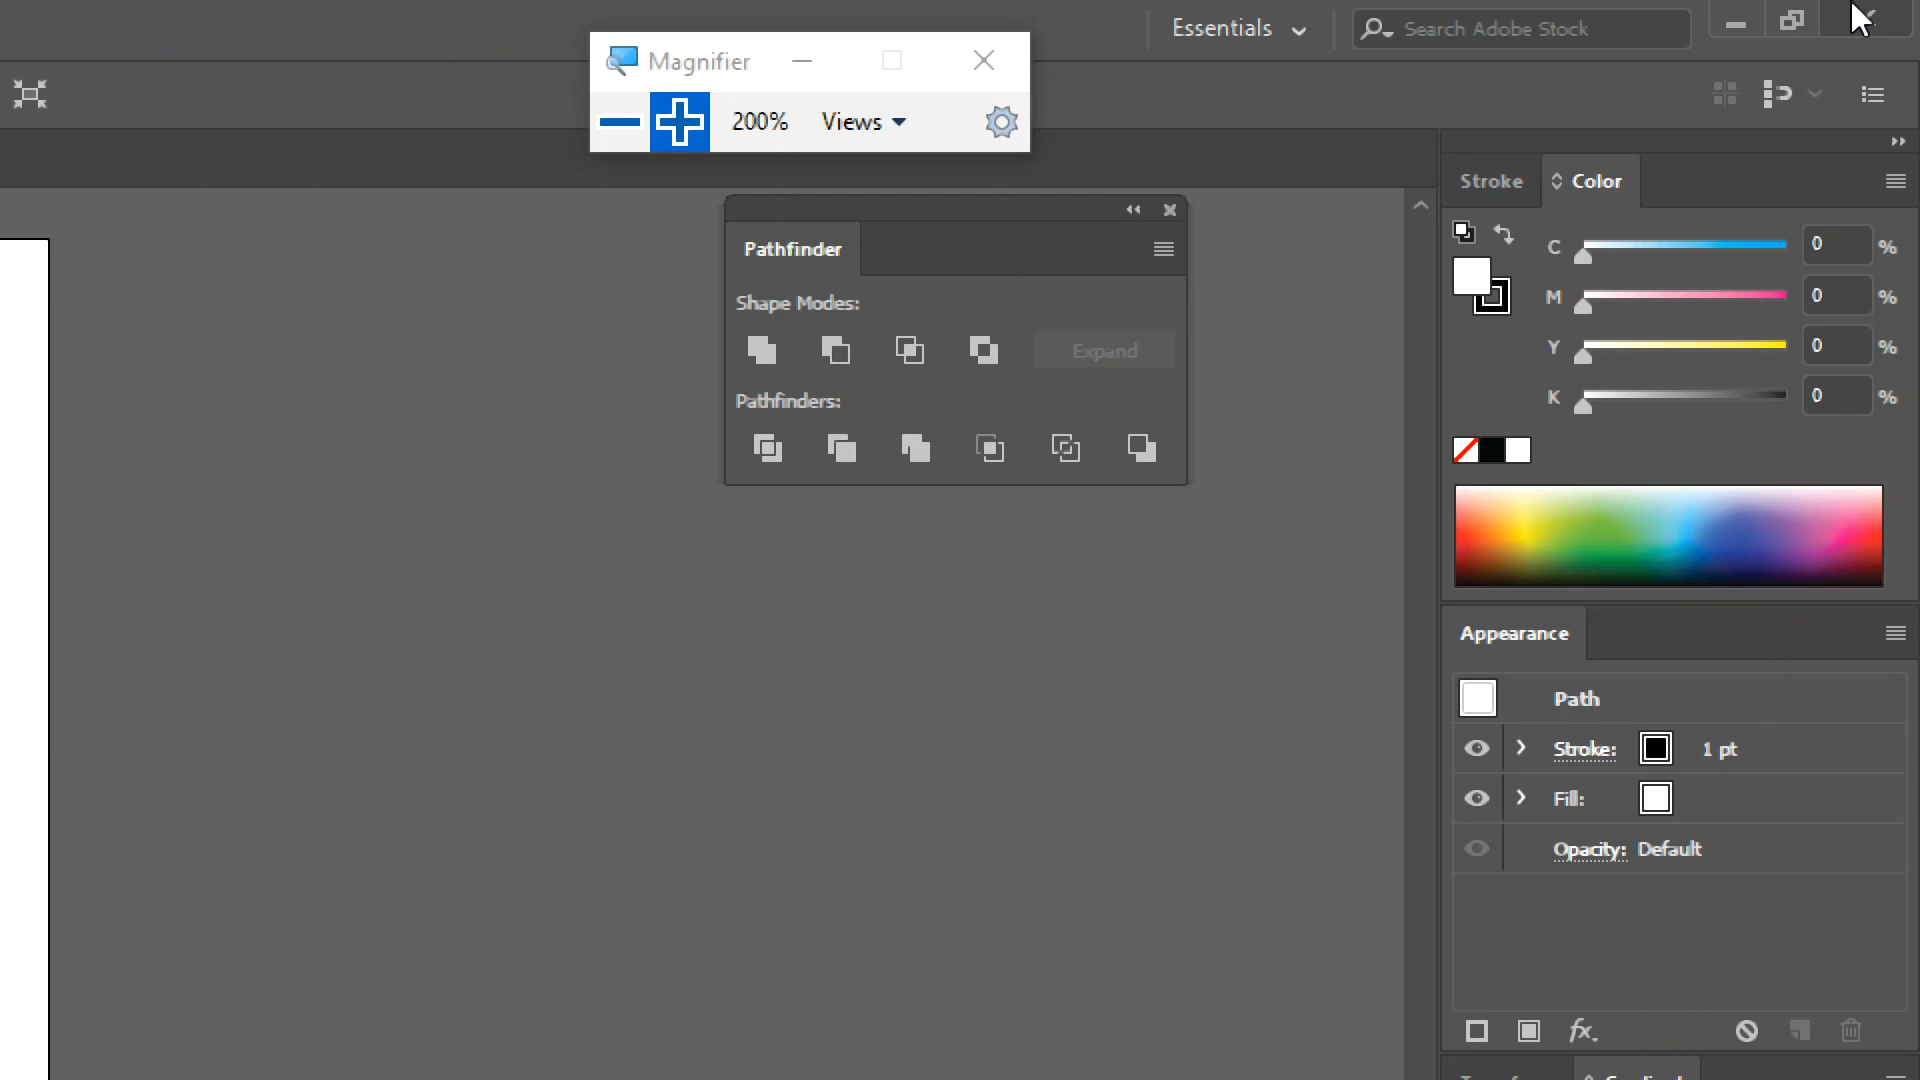 Essentials
Search Adobe Stock
Magnifier
200% Views
Stroke Color
Pathfinder
Shape Modes:
Expand
Pathfinders:
C 0 %
M 0 %
Y 0 %
K 0 %
Appearance
Path
Stroke: 1 pt
Fill:
Opacity: Default
fx